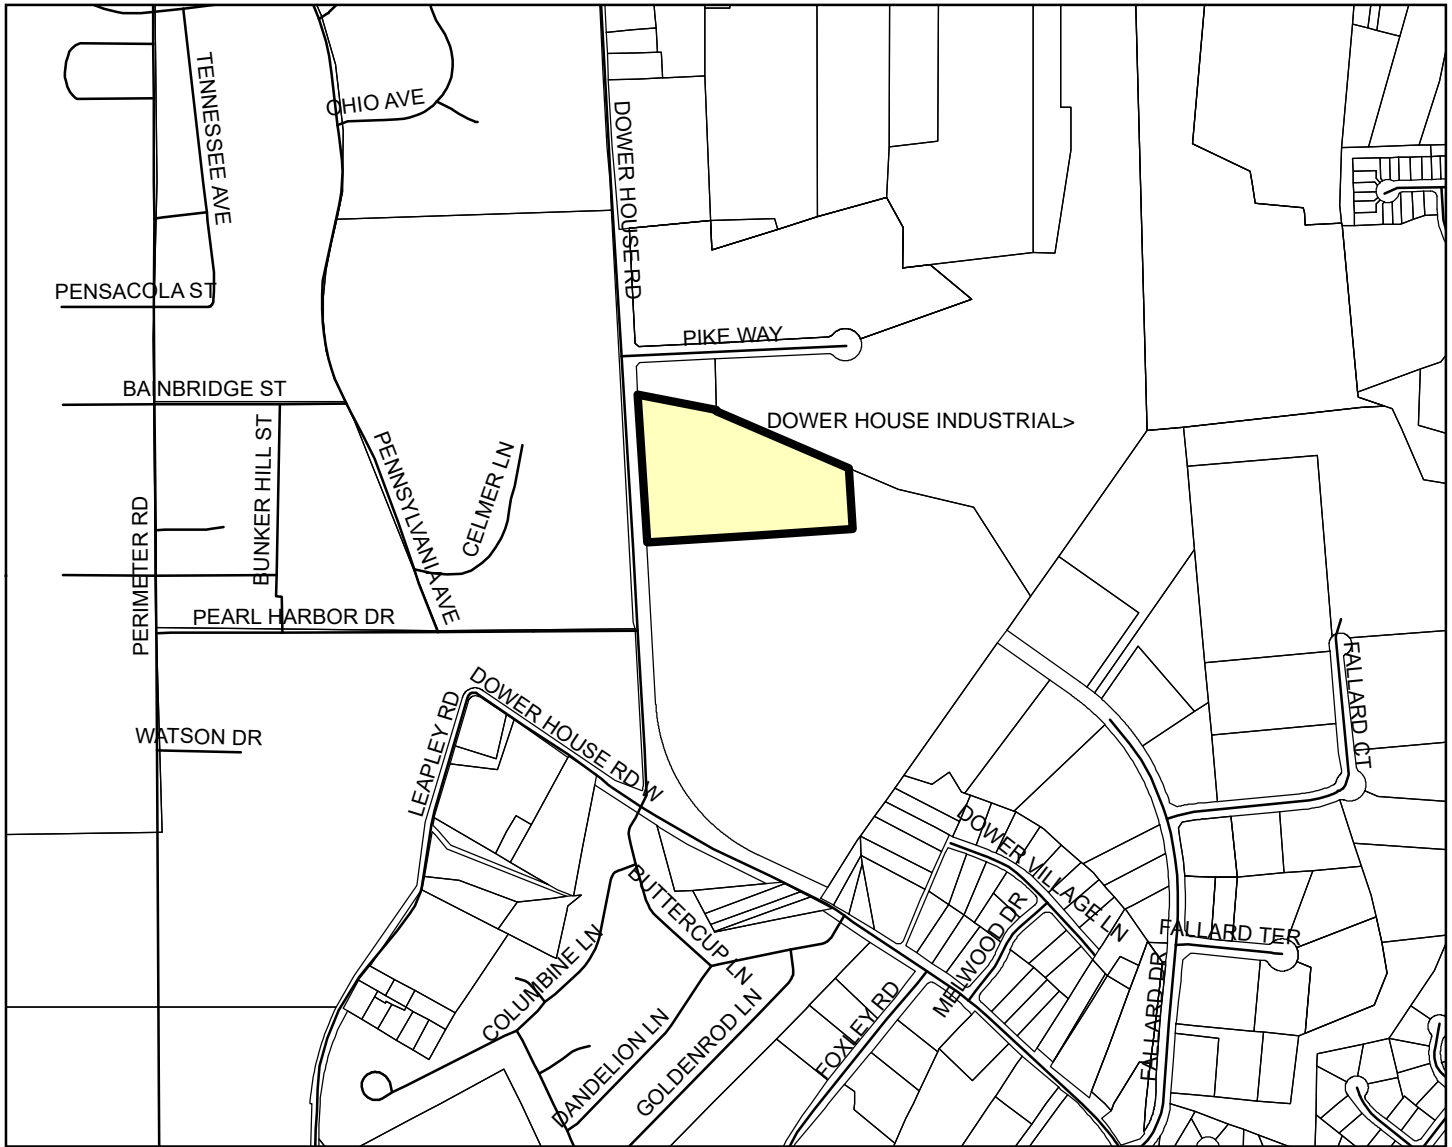 TENNESSEE AVE
OHIO AVE
DOWER HOUSE RD
PENSACOLA ST
PIKE WAY
BAINBRIDGE ST
DOWER HOUSE INDUSTRIAL>
BUNKER HILL ST
PENNSYLVANIA AVE
CELMER LN
PERIMETER RD
PEARL HARBOR DR
FALLARD CT
DOWER HOUSE RD W
LEAPLEY RD
WATSON DR
DOWER VILLAGE LN
BUTTERCUP LN
MELWOOD DR
FALLARD TER
COLUMBINE LN
FALLARD DR
FOXLEY RD
DANDELION LN
GOLDENROD LN